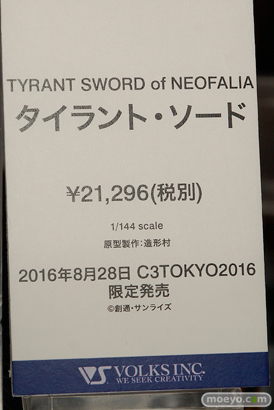 TYRANT SWORD of NEOFALIA
タイラント・ソード
¥21,296(税別)
1/144 scale
原型製作:造形村
2016年8月28日 C3TOKYO2016
限定発売
©創通・サンライズ
VS VOLKS INC.
WE SEEK CREATIVITY
moeyo.com